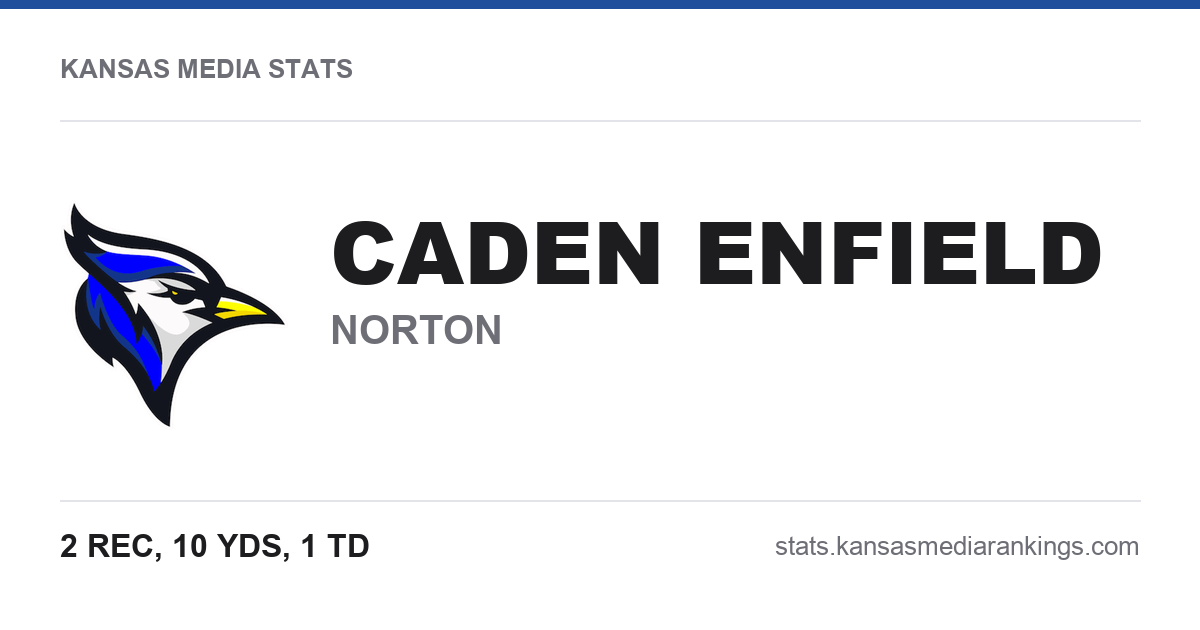 KANSAS MEDIA STATS
CADEN ENFIELD
NORTON
2 REC, 10 YDS, 1 TD
stats.kansasmediarankings.com